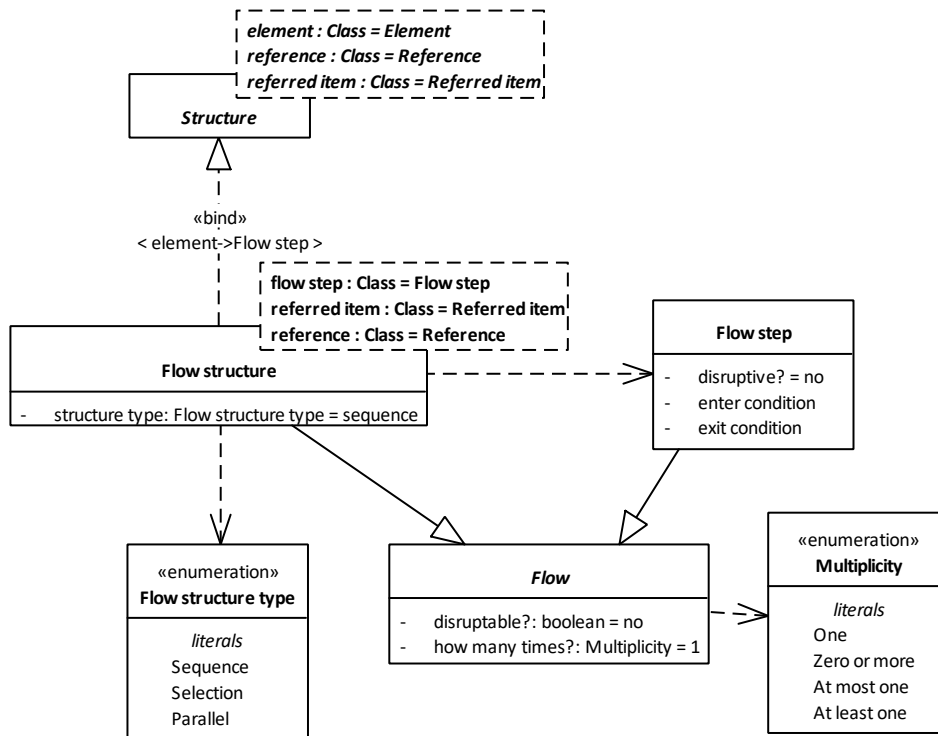 element : Class = Element
reference : Class = Reference
referred item : Class = Referred item
Structure
«bind»
< element->Flow step >
flow step : Class = Flow step
referred item : Class = Referred item
reference : Class = Reference
Flow structure
- structure type: Flow structure type = sequence
Flow step
- disruptive? = no
- enter condition
- exit condition
«enumeration»
Flow structure type
literals
Sequence
Selection
Parallel
Flow
- disruptable?: boolean = no
- how many times?: Multiplicity = 1
«enumeration»
Multiplicity
literals
One
Zero or more
At most one
At least one